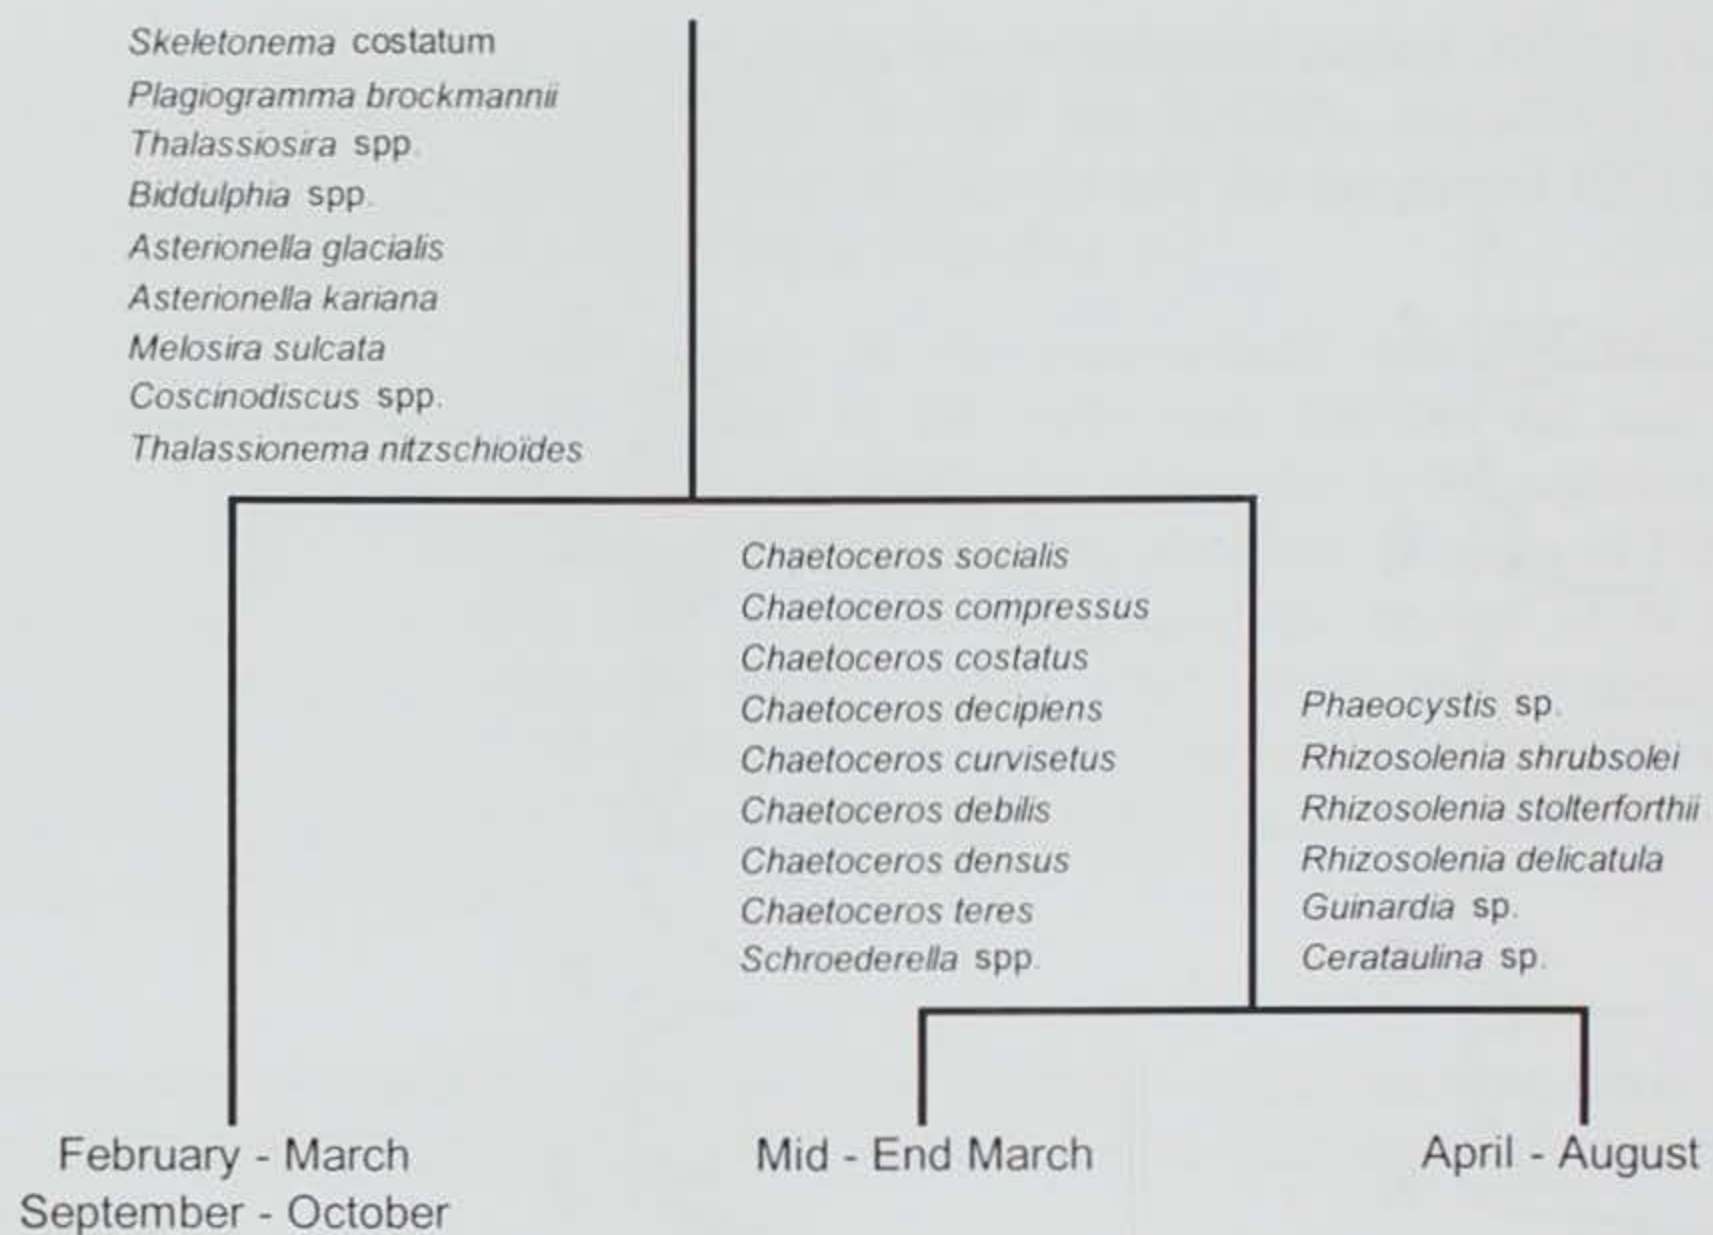 Skeletonema costatum
Plagiogramma brockmannii
Thalassiosira spp.
Biddulphia spp.
Asterionella glacialis
Asterionella kariana
Melosira sulcata
Coscinodiscus spp.
Thalassionema nitzschioïdes
Chaetoceros socialis
Chaetoceros compressus
Chaetoceros costatus
Chaetoceros decipiens
Chaetoceros curvisetus
Chaetoceros debilis
Chaetoceros densus
Chaetoceros teres
Schroederella spp.
Phaeocystis sp.
Rhizosolenia shrubsolei
Rhizosolenia stolterforthii
Rhizosolenia delicatula
Guinardia sp.
Cerataulina sp.
February - March
September - October
Mid - End March
April - August